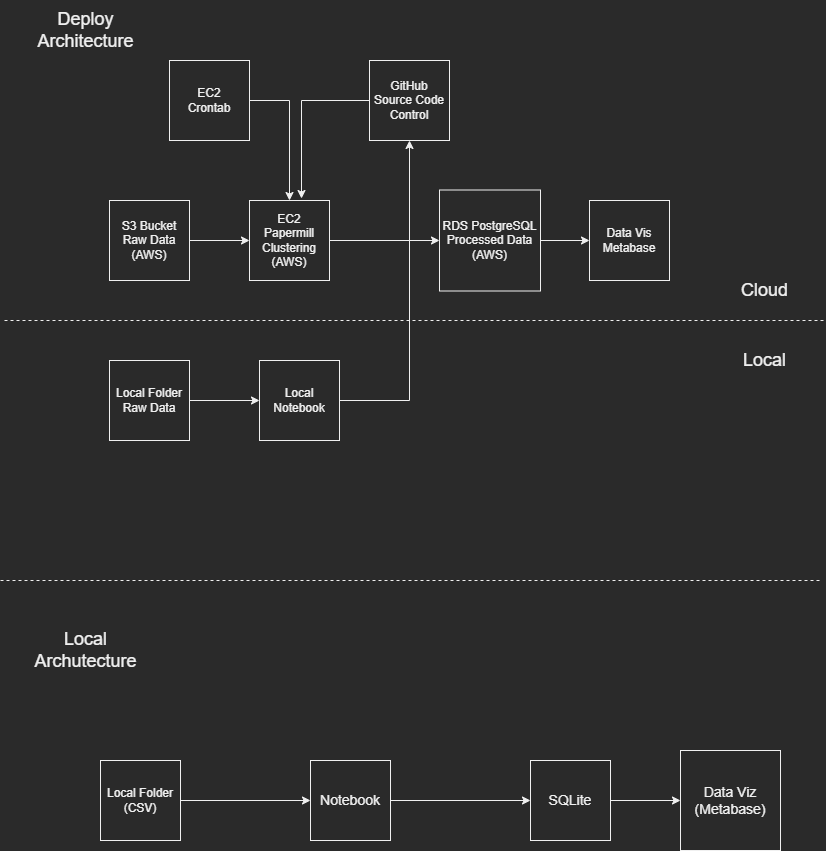 Deploy
Architecture
EC2
Crontab
GitHub
Source Code
Control
S3 Bucket
Raw Data
(AWS)
EC2
Papermill
Clustering
(AWS)
RDS PostgreSQL
Processed Data
(AWS)
Data Vis
Metabase
Cloud
Local
Local Folder
Raw Data
Local
Notebook
Local
Archutecture
Local Folder
(CSV)
Notebook
SQLite
Data Viz
(Metabase)